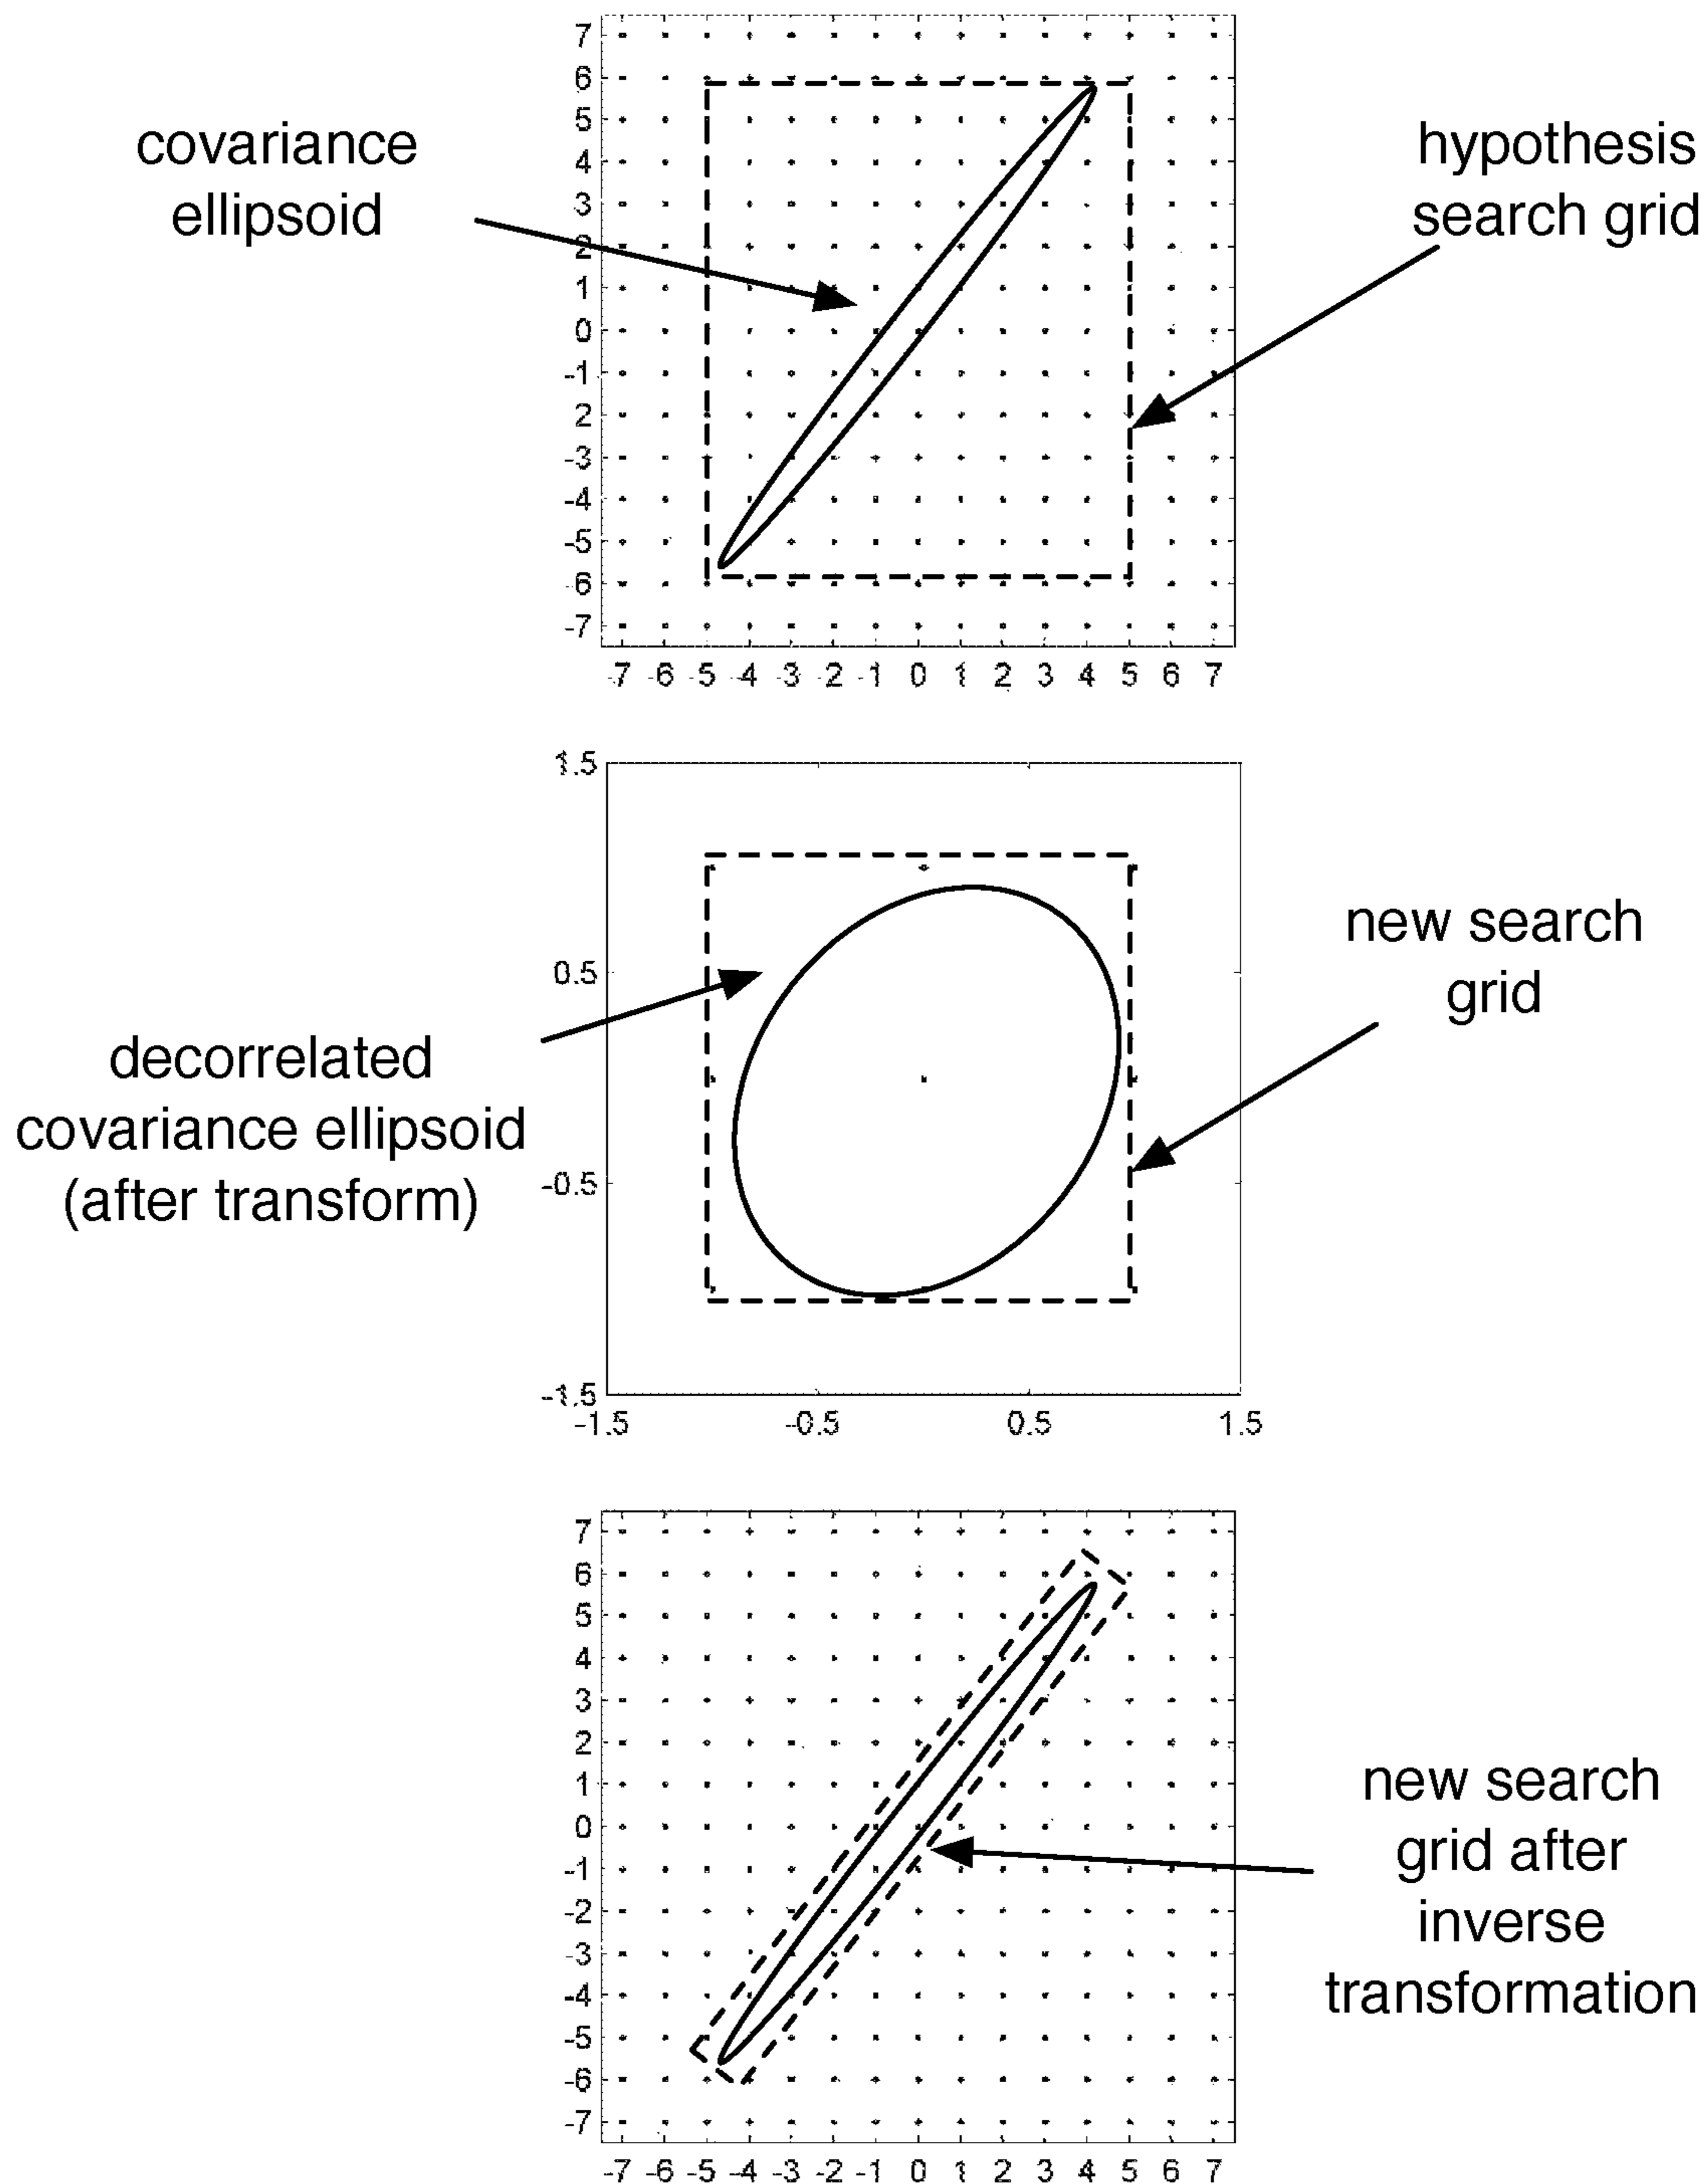 covariance
ellipsoid
hypothesis
search grid
7
6
5
4
3
2
1
0
-1
2
-3
-4
-5
-6
-7
-7 -6 -5 -4 -3 -2 -1 0 1 2 3 4 5 6 7
1.5
0.5
-0.5
-1.5
-1.5 -0.5 0.5 1.5
new search
grid
decorrelated
covariance ellipsoid
(after transform)
7
6
5
4
3
2
1
0
-1
-2
-3
-4
-5
-6
-7
-7 -6 -5 -4 -3 -2 -1 0 1 2 3 4 5 6 7
new search
grid after
inverse
transformation